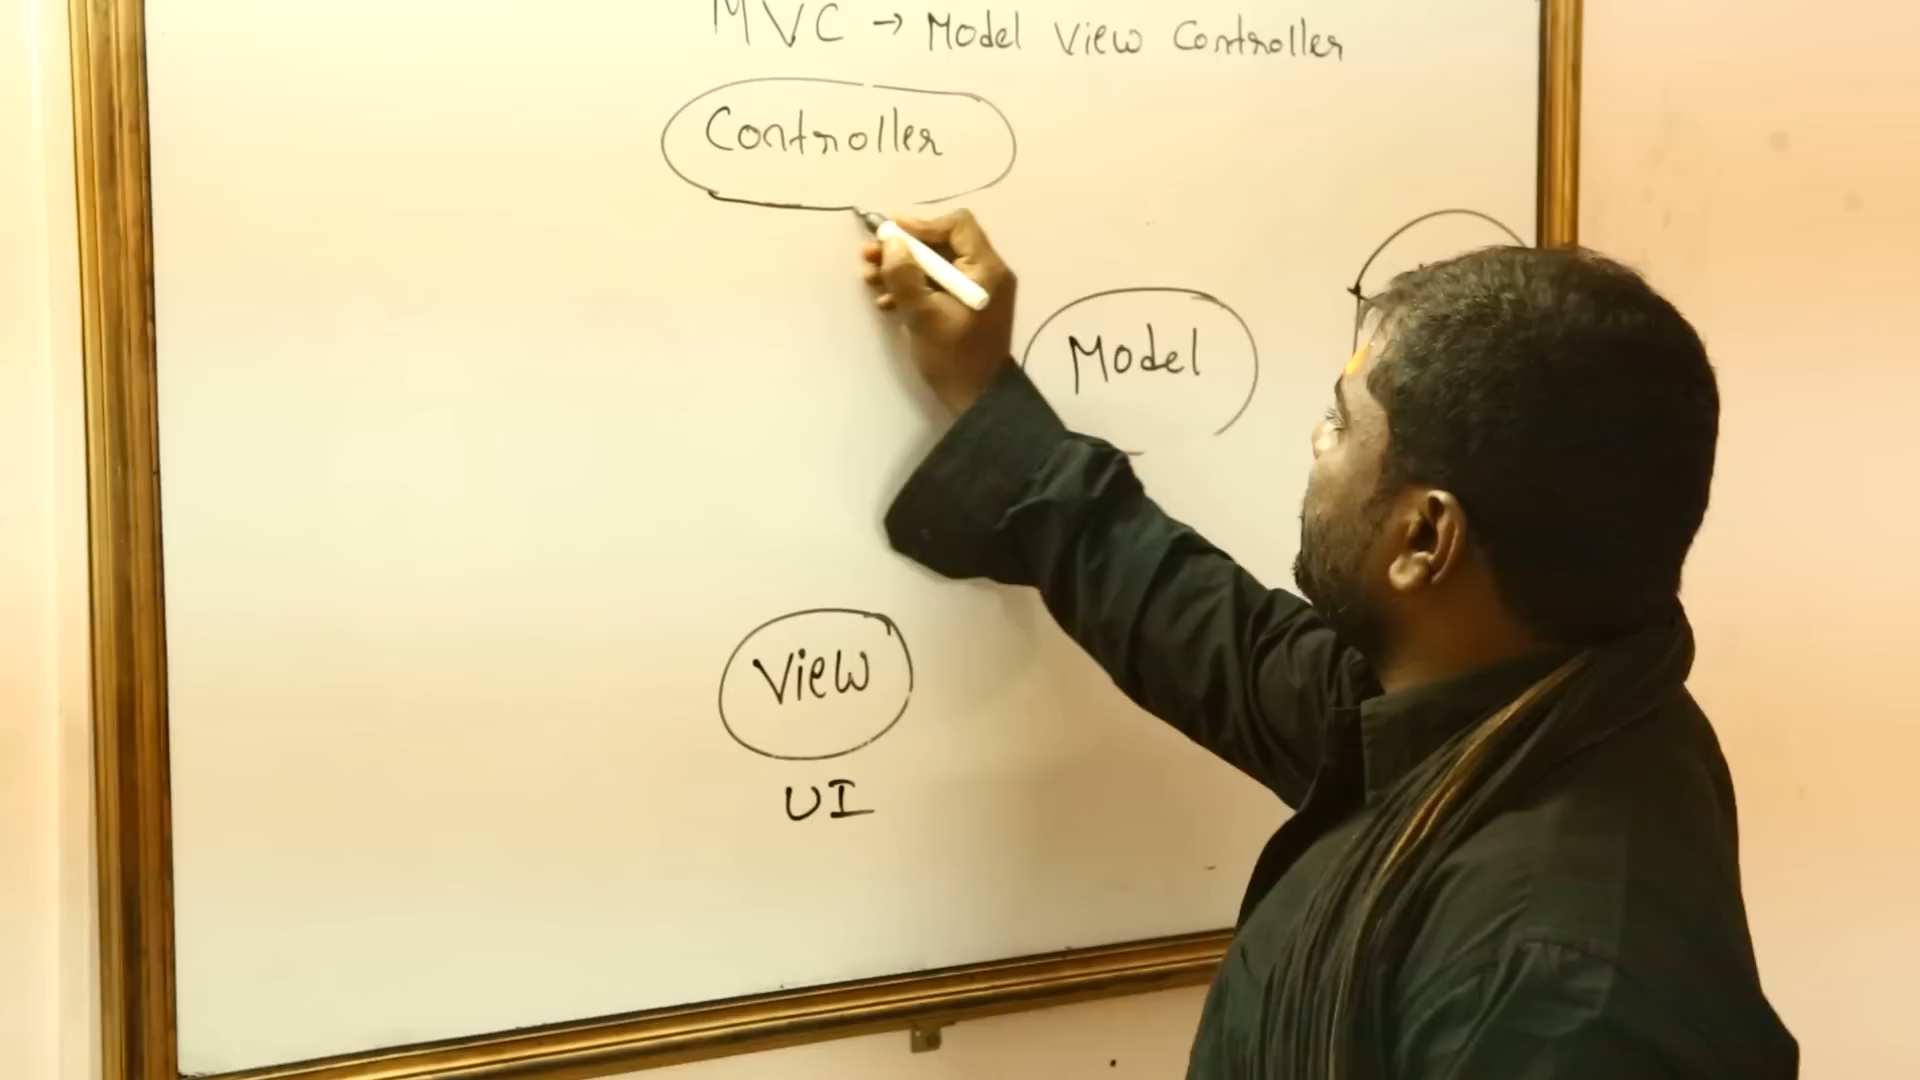 MVC → Model View Controller
Controller
Model
View
UI